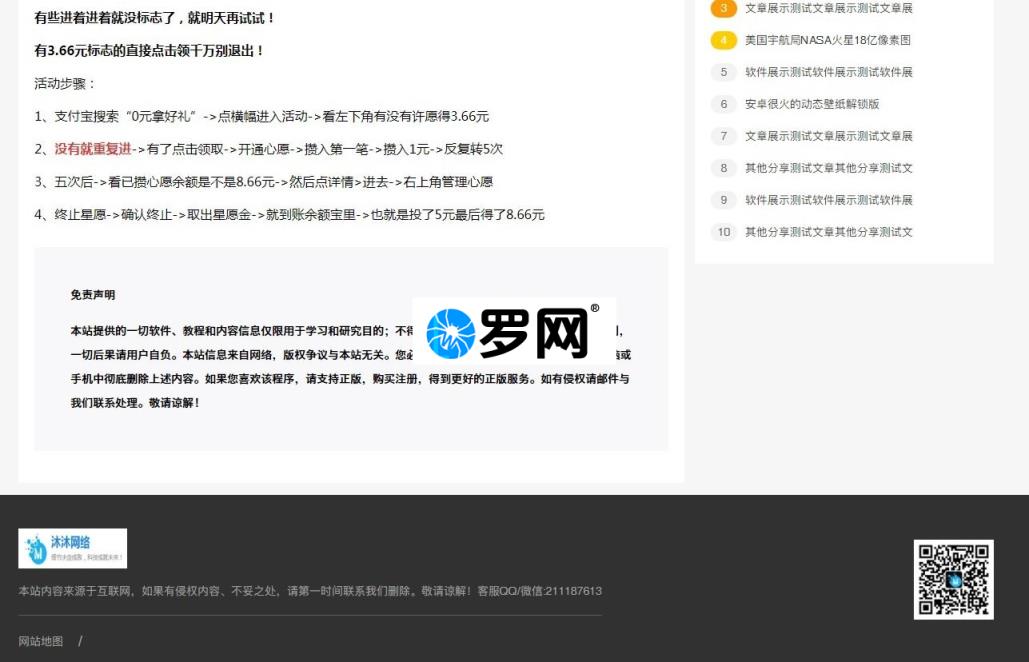 有些进着进着就没标志了，就明天再试试！
有3.66元标志的直接点击领千万别退出！
活动步骤：
1、支付宝搜索“0元拿好礼”->点横幅进入活动->看左下角有没有许愿得3.66元
2、没有就重复进->有了点击领取->开通心愿->攒入第一笔->攒入1元->反复转5次
3、五次后->看已攒心愿余额是不是8.66元->然后点详情>进去->右上角管理心愿
4、终止星愿->确认终止->取出星愿金->就到账余额宝里->也就是投了5元最后得了8.66元
免责声明
本站提供的一切软件、教程和内容信息仅限用于学习和研究目的；不得
一切后果请用户自负。本站信息来自网络，版权争议与本站无关。您必
或
手机中彻底删除上述内容。如果您喜欢该程序，请支持正版，购买注册，得到更好的正版服务。如有侵权请邮件与
我们联系处理。敬请谅解！
罗网®
3 文章展示测试文章展示测试文章展
4 美国宇航局NASA火星18亿像素图
5 软件展示测试软件展示测试软件展
6 安卓很火的动态壁纸解锁版
7 文章展示测试文章展示测试文章展
8 其他分享测试文章其他分享测试文
9 软件展示测试软件展示测试软件展
10 其他分享测试文章其他分享测试文
沐沐网络
本站内容来源于互联网，如果有侵权内容、不妥之处，请第一时间联系我们删除。敬请谅解！客服QQ/微信:211187613
网站地图 /